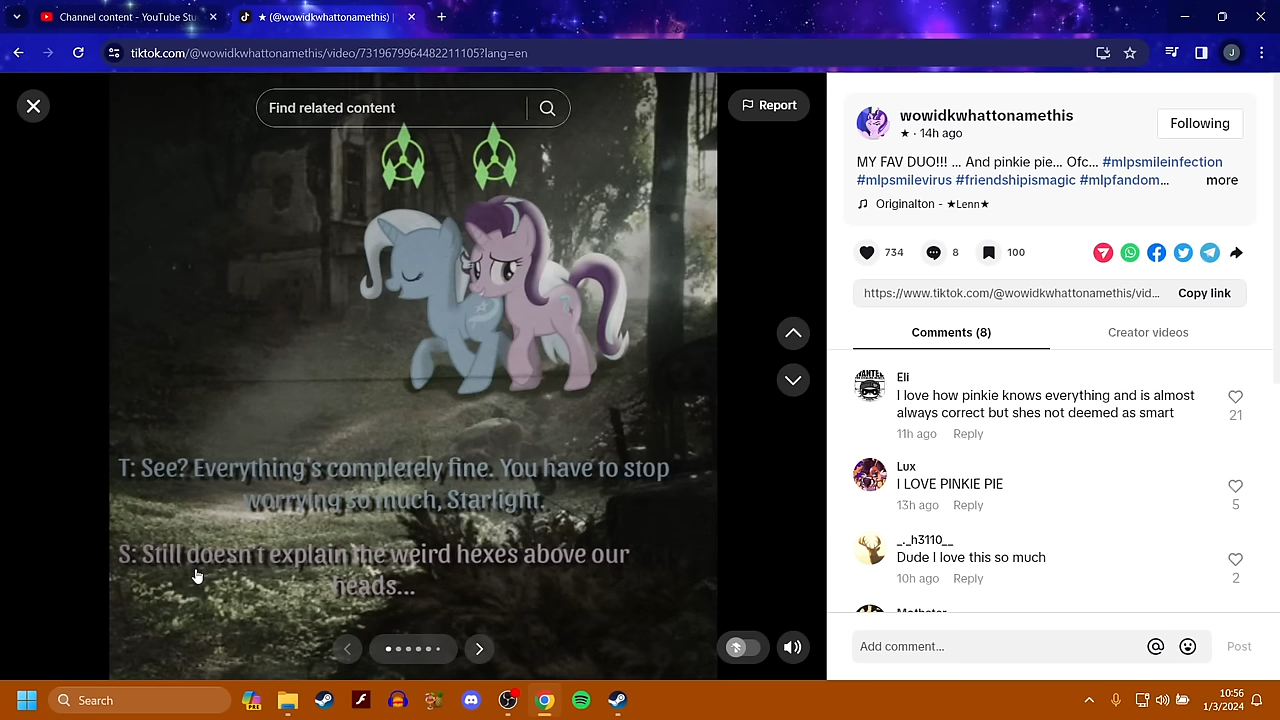 Channel content - YouTube Stu
★ (@wowidkwhattonamethis) |
tiktok.com/@wowidkwhattonamethis/video/7319679964482211105?lang=en
J
Find related content
Report
T: See? Everything's completely fine. You have to stop
worrying so much, Starlight.
S: Still doesn't explain the weird hexes above our
heads...
wowidkwhattonamethis
★ · 14h ago
Following
MY FAV DUO!!! ... And pinkie pie... Ofc... #mlpsmileinfection
#mlpsmilevirus #friendshipismagic #mlpfandom...
more
Originalton - ★Lenn★
734
8
100
https://www.tiktok.com/@wowidkwhattonamethis/vid...
Copy link
Comments (8)
Creator videos
Eli
I love how pinkie knows everything and is almost
always correct but shes not deemed as smart
11h ago Reply
21
Lux
I LOVE PINKIE PIE
13h ago Reply
5
_._h3110__
Dude I love this so much
10h ago Reply
2
Add comment...
Post
Search
PRE
10:56
1/3/2024